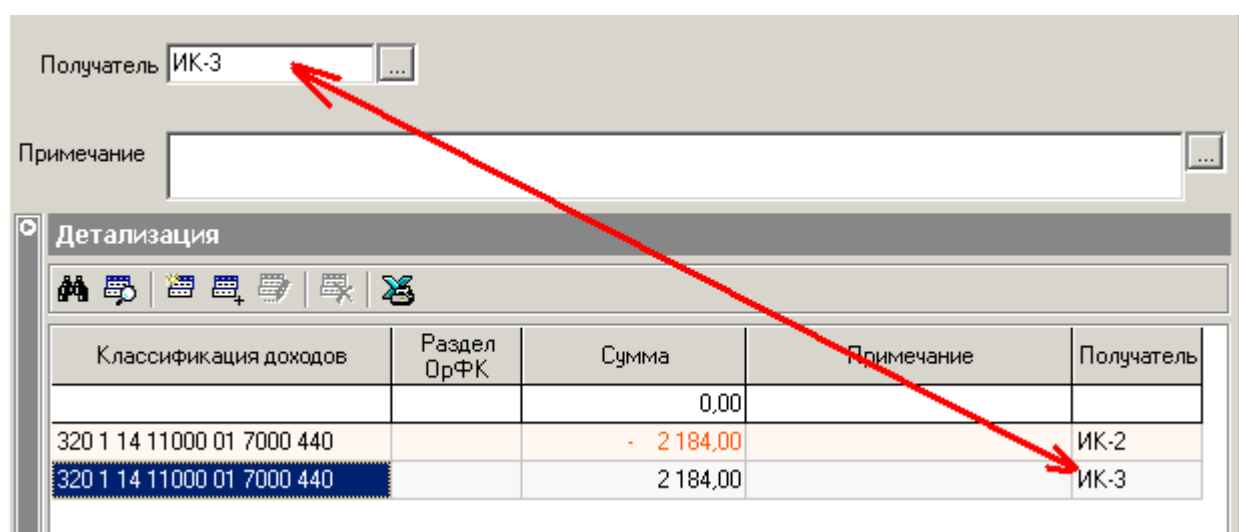 Получатель ИК-3 ...
Примечание ...
Детализация
Классификация доходов Раздел ОрФК Сумма Примечание Получатель
0,00
320 1 14 11000 01 7000 440 - 2 184,00 ИК-2
320 1 14 11000 01 7000 440 2 184,00 ИК-3